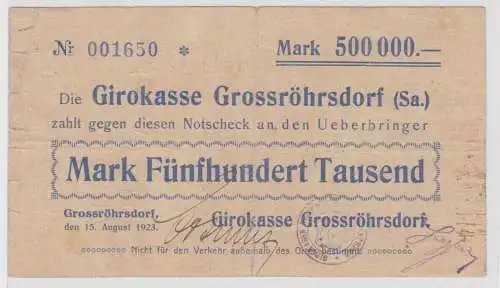 Nr 001650 * Mark 500 000.—
Die Girokasse Grossröhrsdorf (Sa.)
zahlt gegen diesen Notscheck an den Ueberbringer
Mark Fünfhundert Tausend
Grossröhrsdorf, Girokasse Grossröhrsdorf.
den 15. August 1923.
Nicht für den Verkehr außerhalb des Ortes bestimmt.